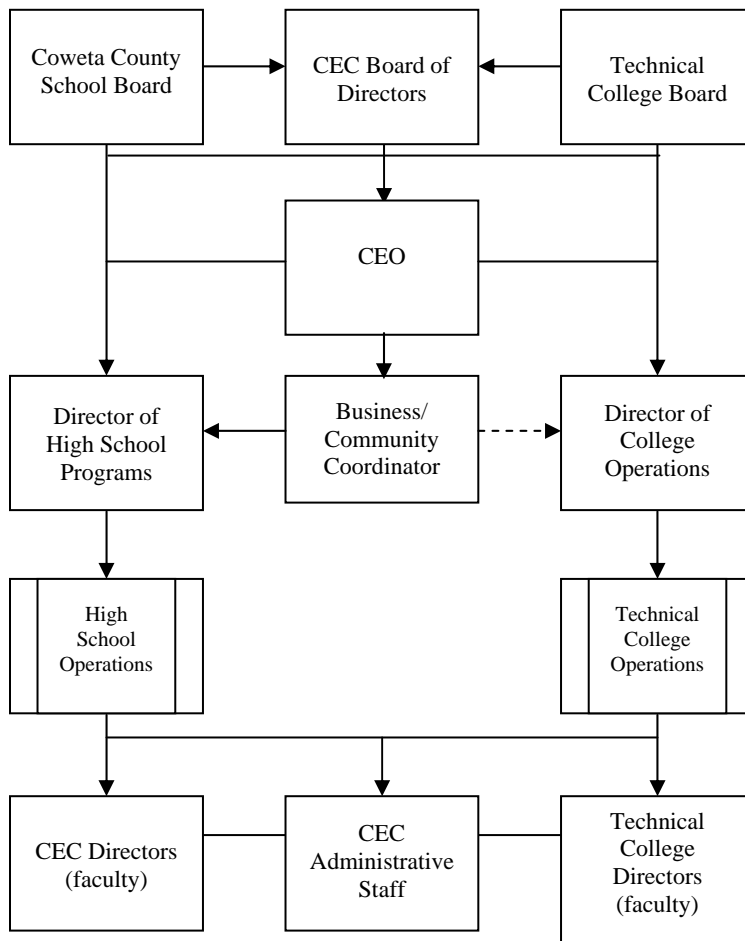 Coweta County
School Board
CEC Board of
Directors
Technical
College Board
CEO
Director of
High School
Programs
Business/
Community
Coordinator
Director of
College
Operations
High
School
Operations
Technical
College
Operations
CEC Directors
(faculty)
CEC
Administrative
Staff
Technical
College
Directors
(faculty)